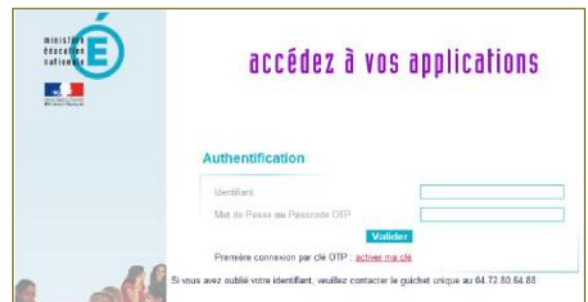 ministère
éducation
nationale
accédez à vos applications
Authentification
Identifiant
Mot de Passe ou Passcode OTP
Valider
Première connexion par clé OTP : activer ma clé
Si vous avez oublié votre identifiant, veuillez contacter le guichet unique au 04.72.80.64.88